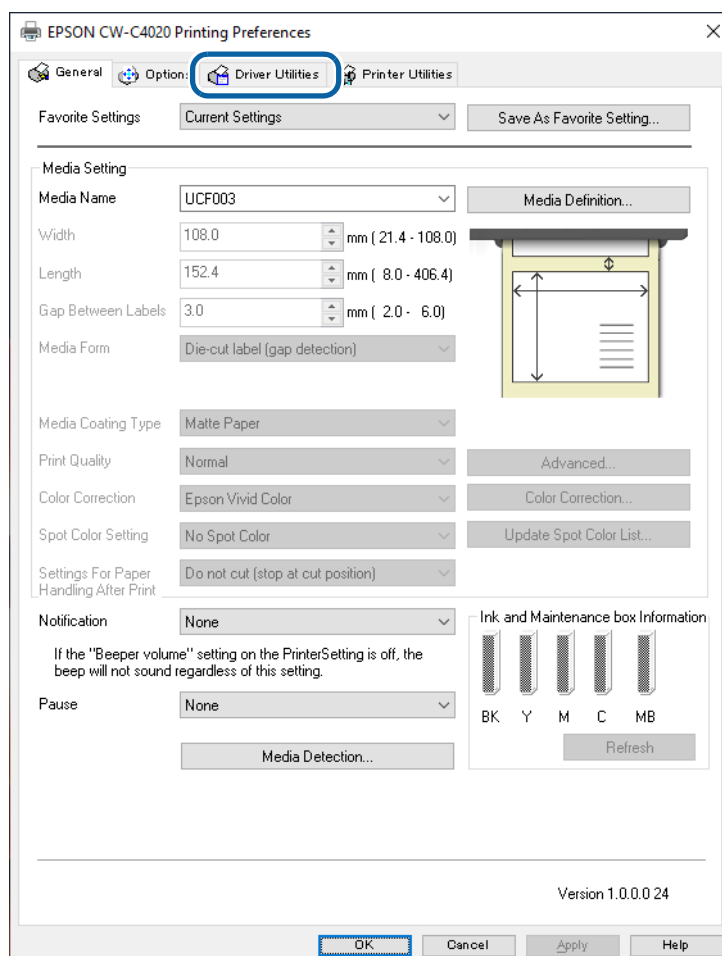 EPSON CW-C4020 Printing Preferences
General Option: Driver Utilities Printer Utilities
Favorite Settings Current Settings Save As Favorite Setting...
Media Setting
Media Name UCF003 Media Definition...
Width 108.0 mm ( 21.4 - 108.0)
Length 152.4 mm ( 8.0 - 406.4)
Gap Between Labels 3.0 mm ( 2.0 - 6.0)
Media Form Die-cut label (gap detection)
Media Coating Type Matte Paper
Print Quality Normal Advanced...
Color Correction Epson Vivid Color Color Correction...
Spot Color Setting No Spot Color Update Spot Color List...
Settings For Paper Do not cut (stop at cut position)
Handling After Print
Notification None
Ink and Maintenance box Information
If the "Beeper volume" setting on the PrinterSetting is off, the
beep will not sound regardless of this setting.
Pause None
BK Y M C MB
Refresh
Media Detection...
Version 1.0.0.0 24
OK Cancel Apply Help